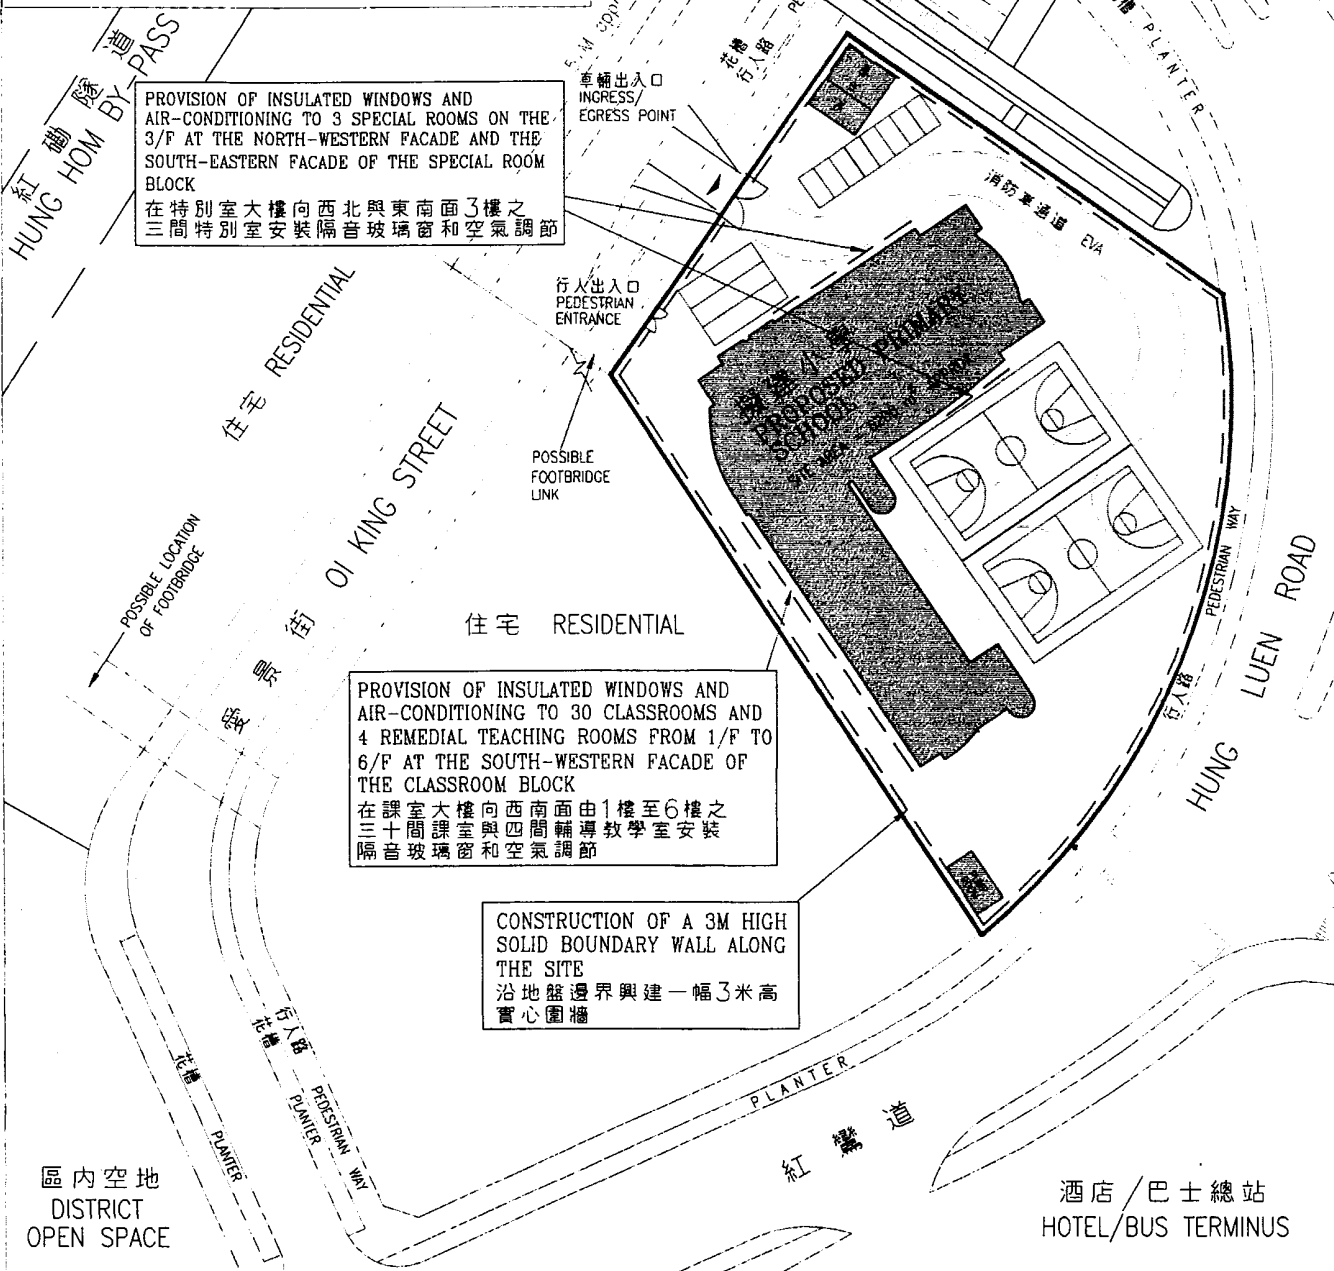 紅磡隧道
HUNG HOM BY-PASS
PROVISION OF INSULATED WINDOWS AND
AIR-CONDITIONING TO 3 SPECIAL ROOMS ON THE
3/F AT THE NORTH-WESTERN FACADE AND THE
SOUTH-EASTERN FACADE OF THE SPECIAL ROOM
BLOCK
在特別室大樓向西北與東南面3樓之
三間特別室安裝隔音玻璃窗和空氣調節
花槽
行人路
車輛出入口
INGRESS/
EGRESS POINT
PLANTER
消防車通道 EVA
行人出入口
PEDESTRIAN
ENTRANCE
住宅 RESIDENTIAL
擬建小學
PROPOSED PRIMARY
SCHOOL
POSSIBLE
FOOTBRIDGE
LINK
愛景街 OI KING STREET
POSSIBLE LOCATION
OF FOOTBRIDGE
住宅 RESIDENTIAL
PEDESTRIAN WAY
行人路
HUNG LUEN ROAD
PROVISION OF INSULATED WINDOWS AND
AIR-CONDITIONING TO 30 CLASSROOMS AND
4 REMEDIAL TEACHING ROOMS FROM 1/F TO
6/F AT THE SOUTH-WESTERN FACADE OF
THE CLASSROOM BLOCK
在課室大樓向西南面由1樓至6樓之
三十間課室與四間輔導教學室安裝
隔音玻璃窗和空氣調節
CONSTRUCTION OF A 3M HIGH
SOLID BOUNDARY WALL ALONG
THE SITE
沿地盤邊界興建一幅3米高
實心圍牆
花槽
PLANTER
花槽
PLANTER
行人路
PEDESTRIAN WAY
PLANTER
紅鸞道
區內空地
DISTRICT
OPEN SPACE
酒店/巴士總站
HOTEL/BUS TERMINUS